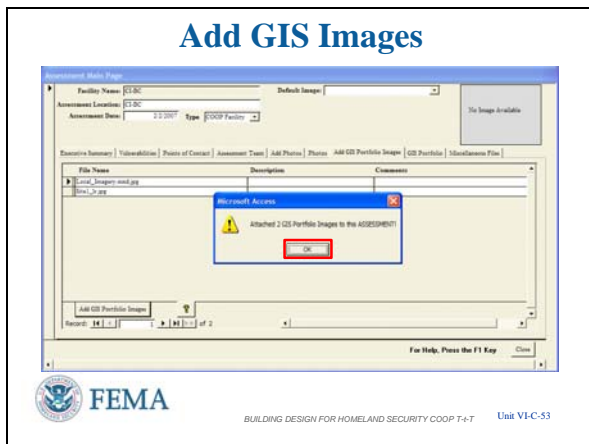 Add GIS Images
Assessment Main Page
Facility Name: CI-BC
Default Image:
Assessment Location: CI-BC
Assessment Date: 2/2/2007 Type COOP Facility
No Image Available
Executive Summary | Vulnerabilities | Points of Contact | Assessment Team | Add Photos | Photos | Add GIS Portfolio Images | GIS Portfolio | Miscellaneous Files
File Name Description Comments
Local_Imagery-mod.jpg
Microsoft Access
Attached 2 GIS Portfolio Images to this ASSESSMENT!
OK
Add GIS Portfolio Images ?
Record: 1 of 2
For Help, Press the F1 Key Close
FEMA
BUILDING DESIGN FOR HOMELAND SECURITY COOP T-t-T
Unit VI-C-53